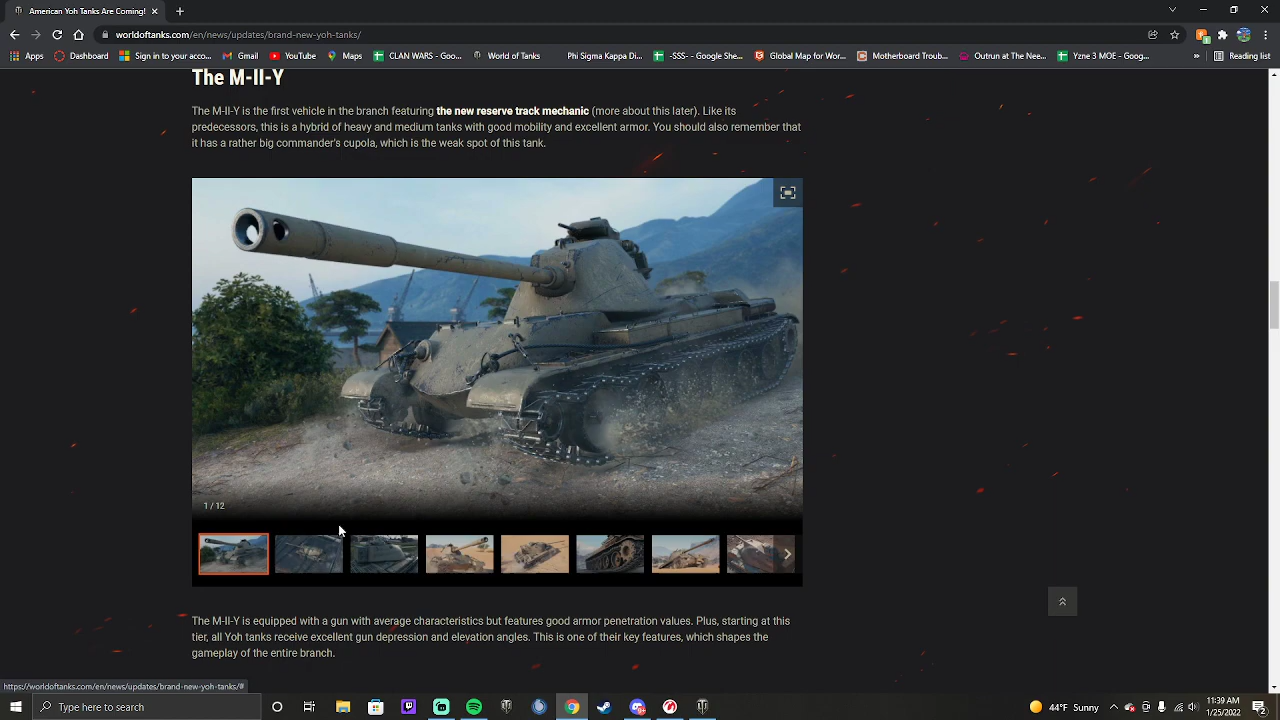 American Yoh Tanks Coming!
worldoftanks.com/en/news/updates/brand-new-yoh-tanks/
Apps Dashboard Sign in to your acco... Gmail YouTube Maps CLAN WARS - Goo... World of Tanks Phi Sigma Kappa Di... -SSS- - Google She... Global Map for Wor... Motherboard Troub... Outrun at The Nee... Yzne 3 MOE - Goog... » Reading list
The M-II-Y
The M-II-Y is the first vehicle in the branch featuring the new reserve track mechanic (more about this later). Like its
predecessors, this is a hybrid of heavy and medium tanks with good mobility and excellent armor. You should also remember that
it has a rather big commander's cupola, which is the weak spot of this tank.
1 / 12
The M-II-Y is equipped with a gun with average characteristics but features good armor penetration values. Plus, starting at this
tier, all Yoh tanks receive excellent gun depression and elevation angles. This is one of their key features, which shapes the
gameplay of the entire branch.
https://worldoftanks.com/en/news/updates/brand-new-yoh-tanks/#
Type here to search
44°F Sunny
11:39 AM
1/25/2022